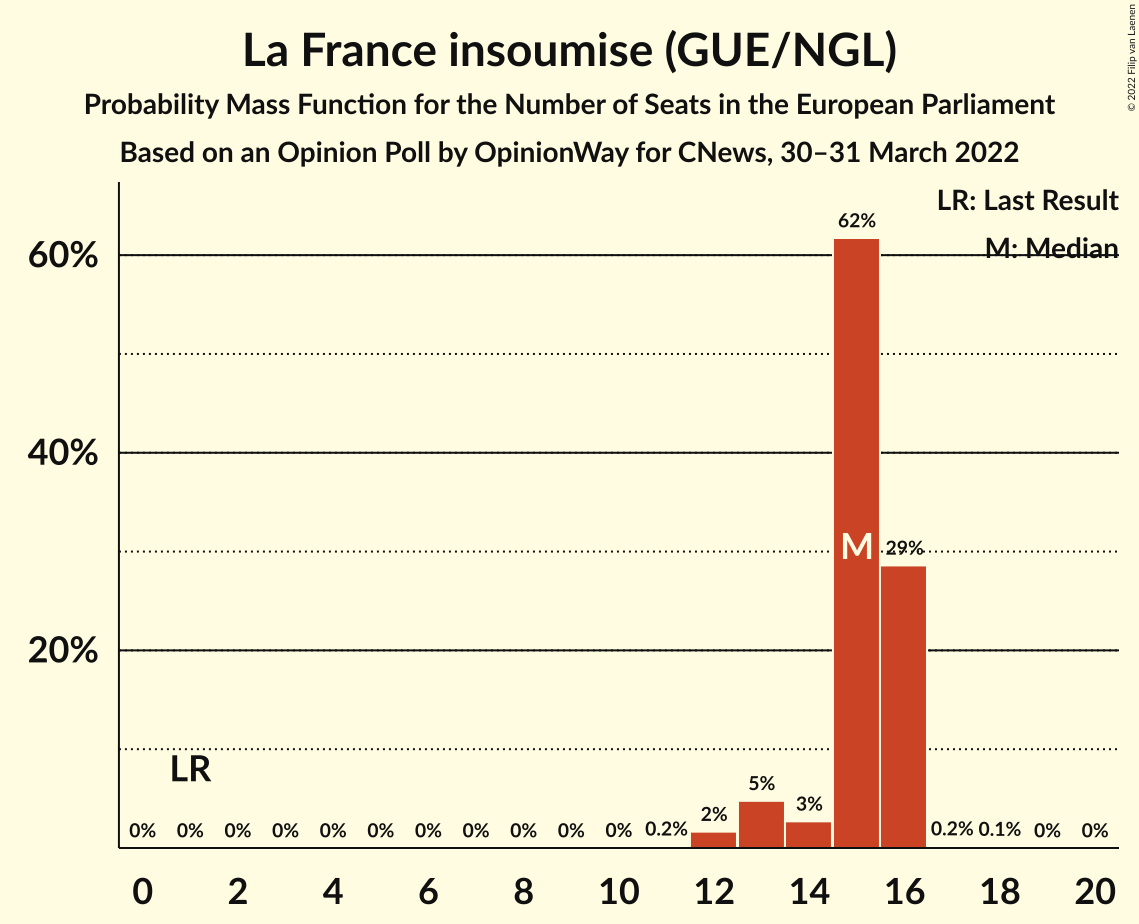 La France insoumise (GUE/NGL)
Probability Mass Function for the Number of Seats in the European Parliament
Based on an Opinion Poll by OpinionWay for CNews, 30–31 March 2022
© 2022 Filip van Laenen
LR: Last Result
M: Median
60%
40%
20%
62%
M
29%
LR
0% 0% 0% 0% 0% 0% 0% 0% 0% 0% 0% 0.2% 2% 5% 3% 0.2% 0.1% 0% 0%
0 2 4 6 8 10 12 14 16 18 20